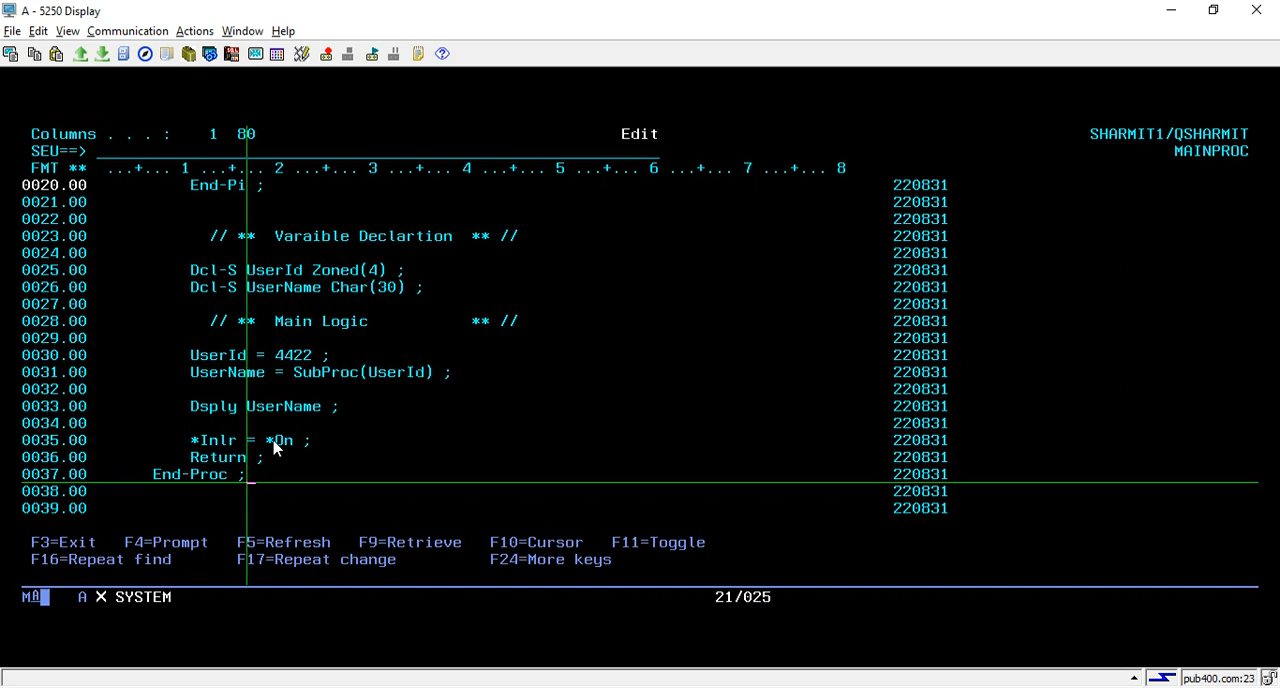 A - 5250 Display
File Edit View Communication Actions Window Help
Columns . . . :    1  80                                      Edit                                      SHARMIT1/QSHARMIT
SEU==>                                                                                                  MAINPROC
FMT **  ...+... 1 ...+... 2 ...+... 3 ...+... 4 ...+... 5 ...+... 6 ...+... 7 ...+... 8
0020.00          End-Pi ;                                                220831
0021.00                                                                  220831
0022.00                                                                  220831
0023.00            // **  Varaible Declartion  ** //                     220831
0024.00                                                                  220831
0025.00          Dcl-S UserId Zoned(4) ;                                 220831
0026.00          Dcl-S UserName Char(30) ;                               220831
0027.00                                                                  220831
0028.00            // **  Main Logic           ** //                     220831
0029.00                                                                  220831
0030.00          UserId = 4422 ;                                         220831
0031.00          UserName = SubProc(UserId) ;                            220831
0032.00                                                                  220831
0033.00          Dsply UserName ;                                        220831
0034.00                                                                  220831
0035.00          *Inlr = *On ;                                           220831
0036.00          Return ;                                                220831
0037.00      End-Proc ;                                                  220831
0038.00                                                                  220831
0039.00                                                                  220831
F3=Exit   F4=Prompt   F5=Refresh   F9=Retrieve   F10=Cursor   F11=Toggle
F16=Repeat find       F17=Repeat change          F24=More keys
MA    A X SYSTEM                                                          21/025
pub400.com:23